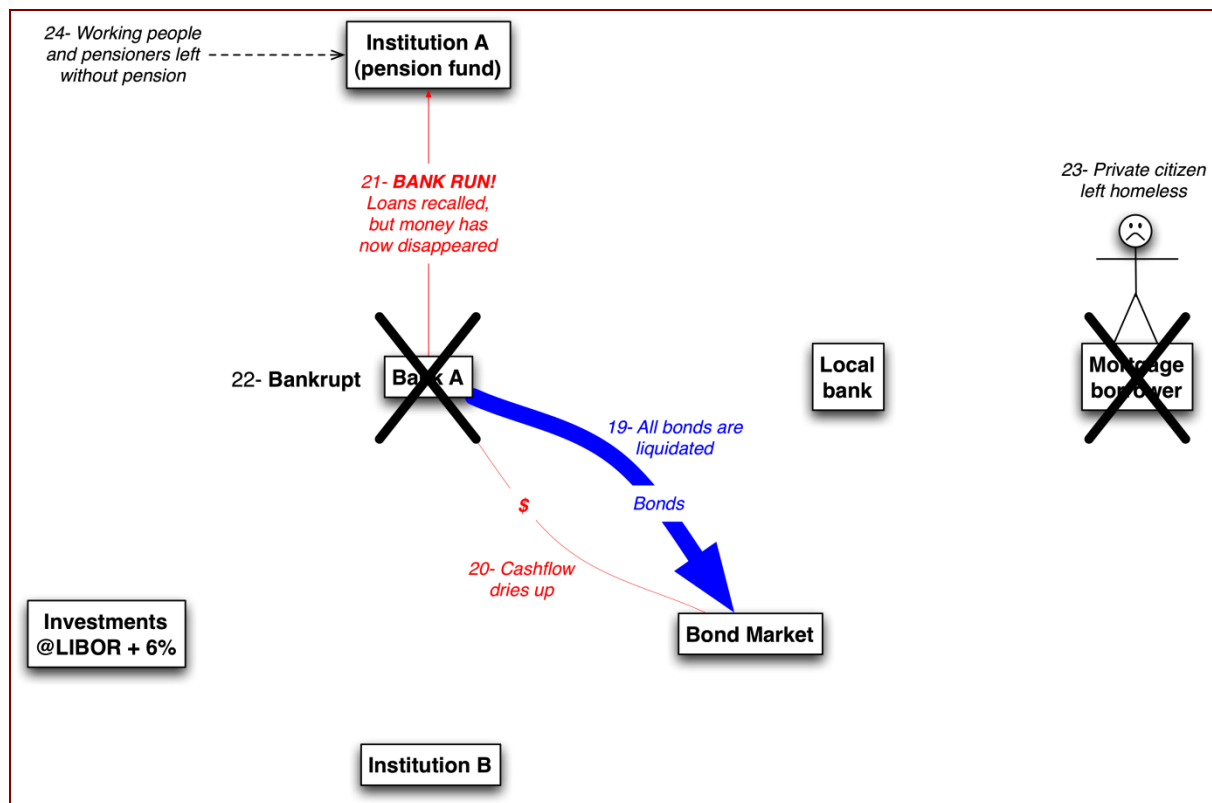 24- Working people
and pensioners left
without pension
Institution A
(pension fund)
21- BANK RUN!
Loans recalled,
but money has
now disappeared
23- Private citizen
left homeless
22- Bankrupt
Bank A
Local
bank
Mortgage
borrower
19- All bonds are
liquidated
$
Bonds
20- Cashflow
dries up
Investments
@LIBOR + 6%
Bond Market
Institution B